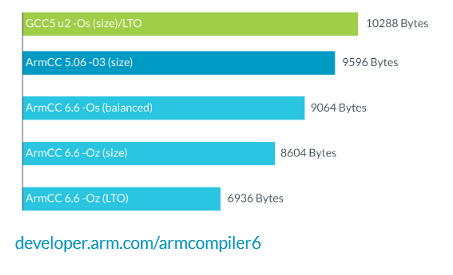 GCC5 u2 -Os (size)/LTO 10288 Bytes
ArmCC 5.06 -03 (size) 9596 Bytes
ArmCC 6.6 -Os (balanced) 9064 Bytes
ArmCC 6.6 -Oz (size) 8604 Bytes
ArmCC 6.6 -Oz (LTO) 6936 Bytes
developer.arm.com/armcompiler6